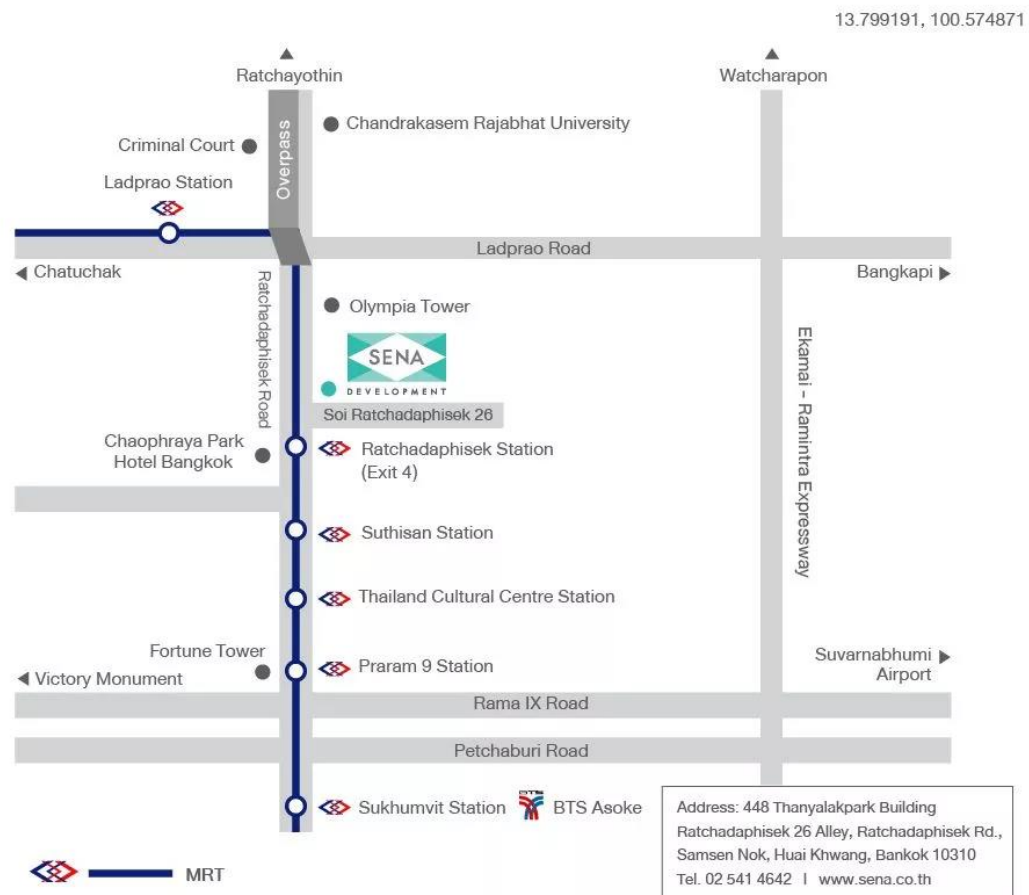 13.799191, 100.574871
Ratchayothin
Watcharapon
Overpass
Chandrakasem Rajabhat University
Criminal Court
Ladprao Station
Ladprao Road
Chatuchak
Bangkapi
Ratchadaphisek Road
Olympia Tower
SENA
DEVELOPMENT
Soi Ratchadaphisek 26
Ekamai - Ramintra Expressway
Chaophraya Park
Hotel Bangkok
Ratchadaphisek Station
(Exit 4)
Suthisan Station
Thailand Cultural Centre Station
Fortune Tower
Praram 9 Station
Victory Monument
Suvarnabhumi
Airport
Rama IX Road
Petchaburi Road
Sukhumvit Station
BTS
BTS Asoke
Address: 448 Thanyalakpark Building
Ratchadaphisek 26 Alley, Ratchadaphisek Rd.,
Samsen Nok, Huai Khwang, Bankok 10310
Tel. 02 541 4642 I www.sena.co.th
MRT